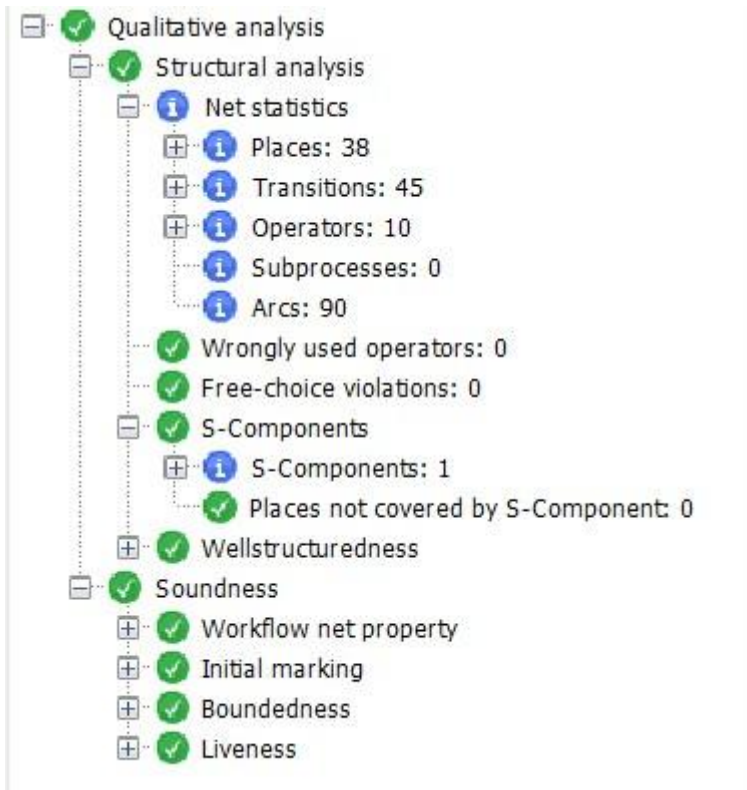 Qualitative analysis
Structural analysis
Net statistics
Places: 38
Transitions: 45
Operators: 10
Subprocesses: 0
Arcs: 90
Wrongly used operators: 0
Free-choice violations: 0
S-Components
S-Components: 1
Places not covered by S-Component: 0
Wellstructuredness
Soundness
Workflow net property
Initial marking
Boundedness
Liveness